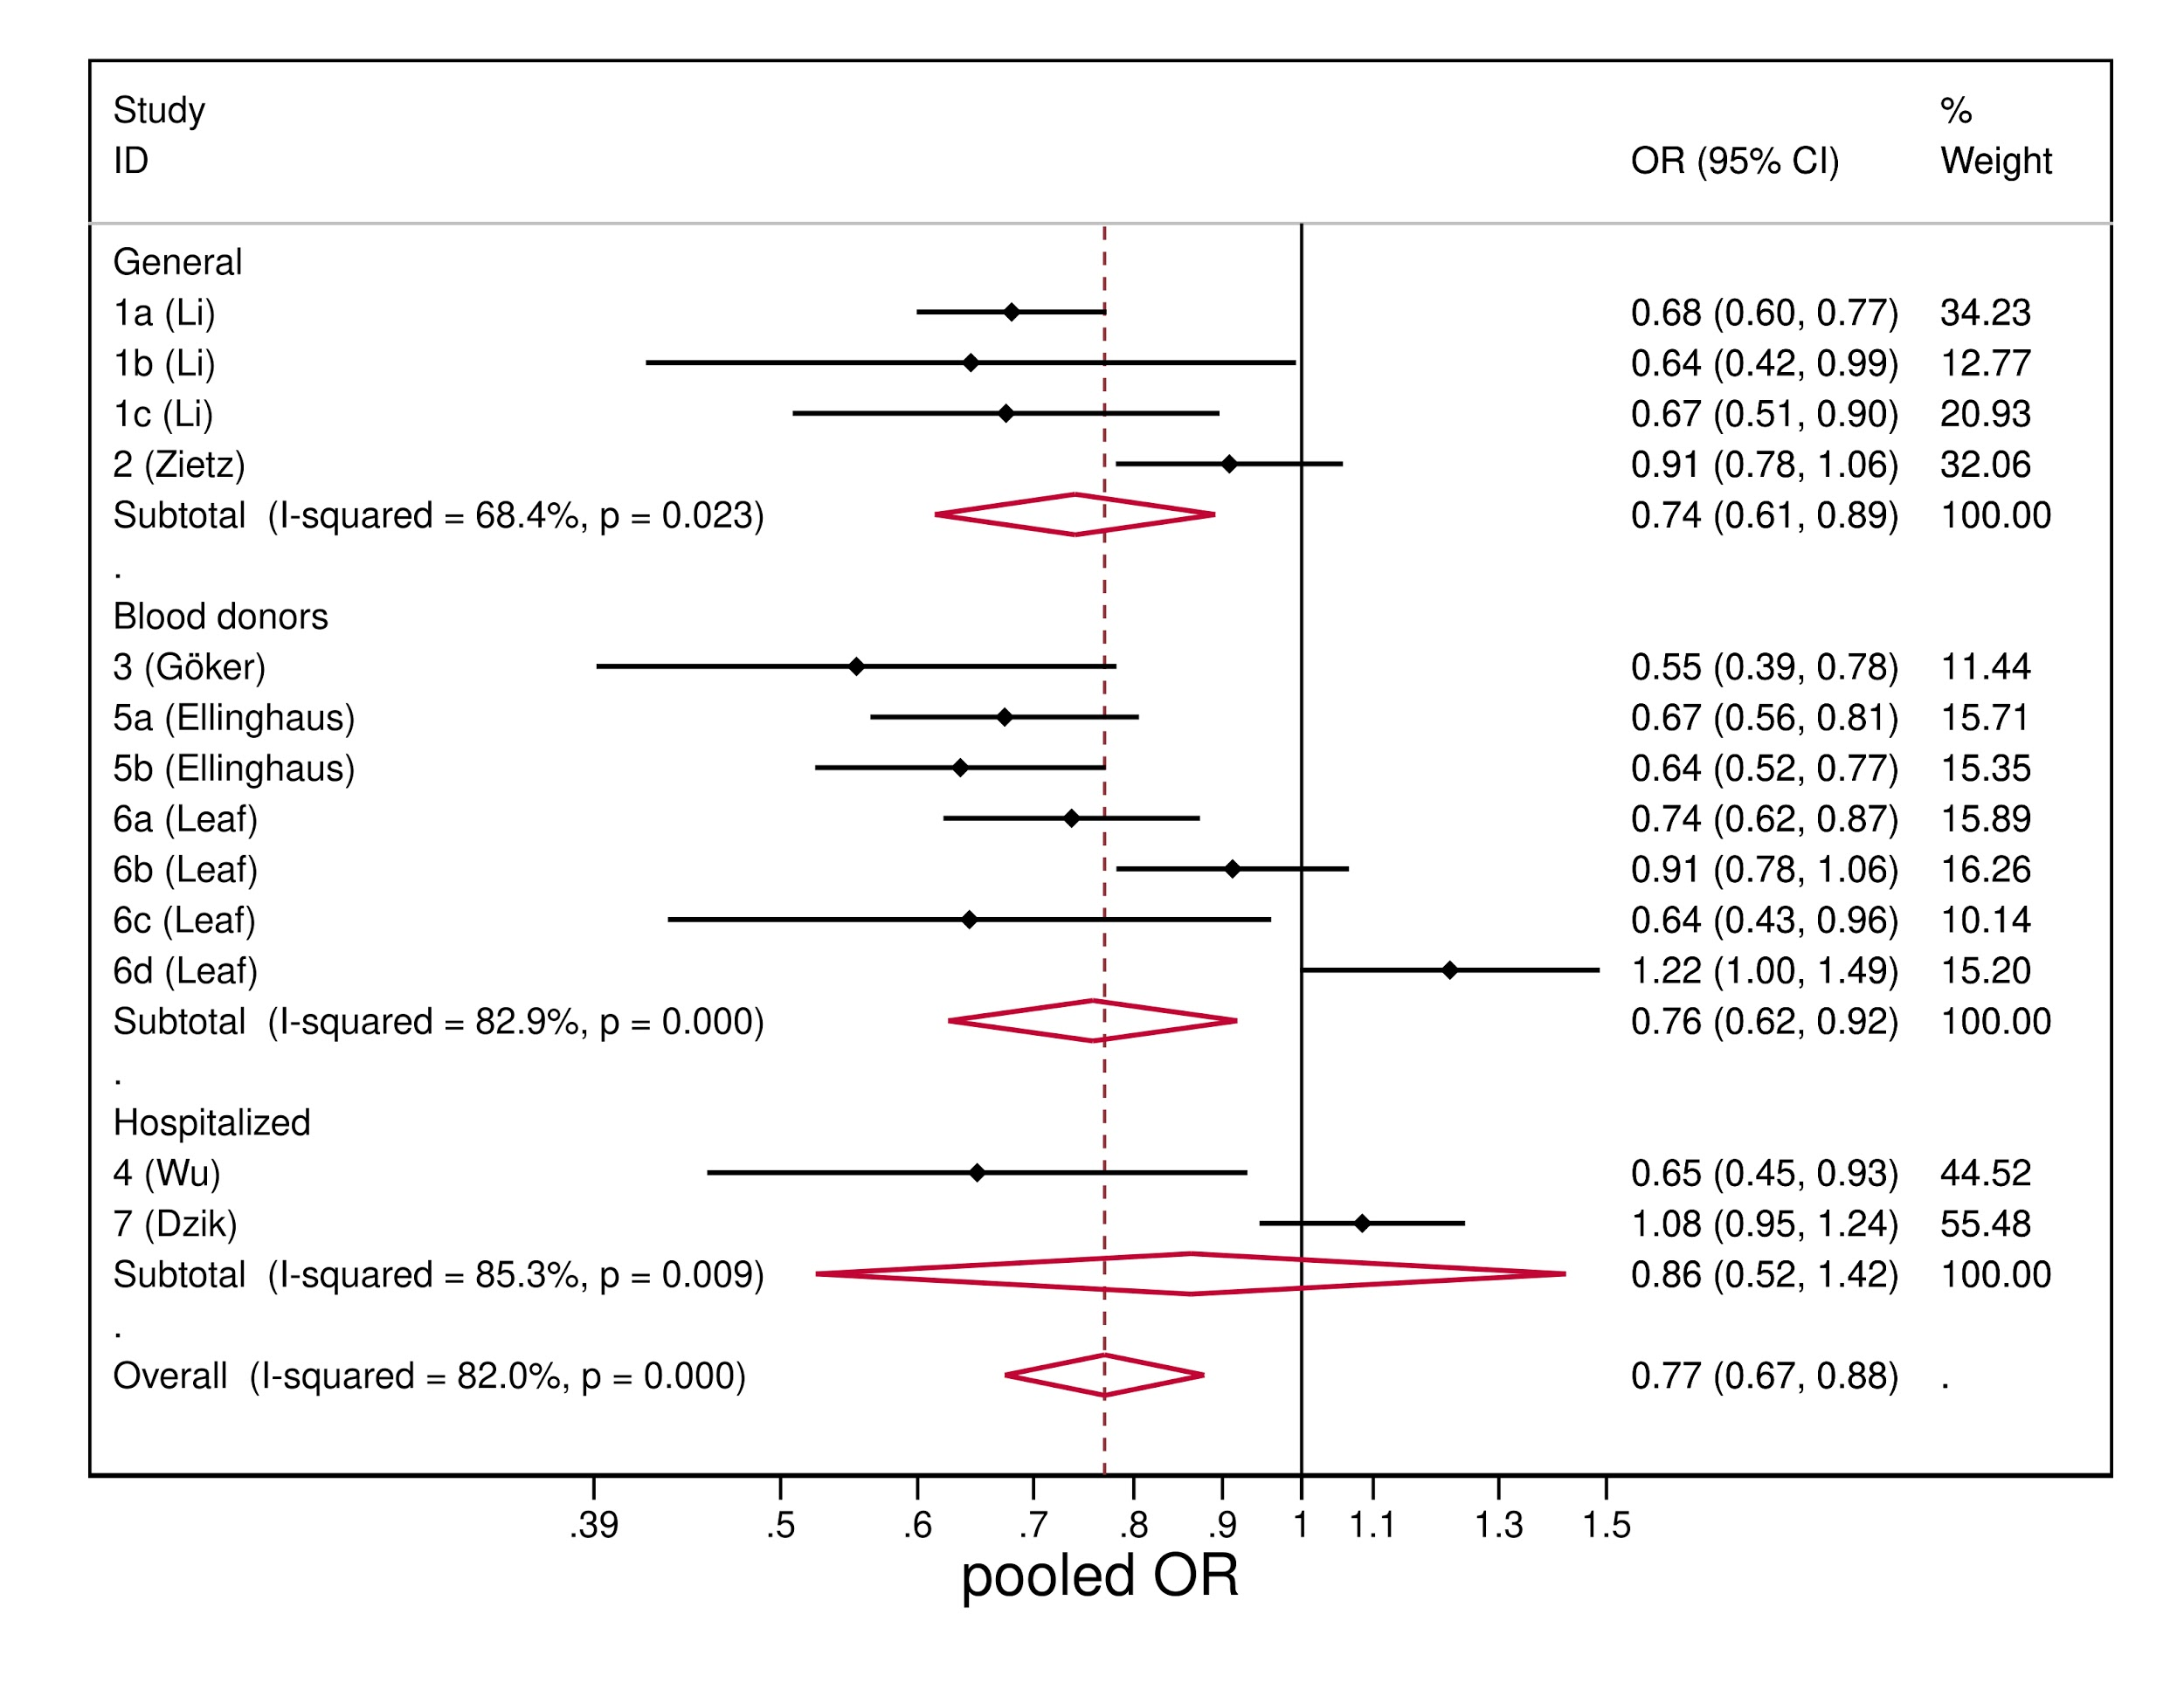 Study %
ID OR (95% CI) Weight
General
1a (Li) 0.68 (0.60, 0.77) 34.23
1b (Li) 0.64 (0.42, 0.99) 12.77
1c (Li) 0.67 (0.51, 0.90) 20.93
2 (Zietz) 0.91 (0.78, 1.06) 32.06
Subtotal (I-squared = 68.4%, p = 0.023) 0.74 (0.61, 0.89) 100.00
.
Blood donors
3 (Göker) 0.55 (0.39, 0.78) 11.44
5a (Ellinghaus) 0.67 (0.56, 0.81) 15.71
5b (Ellinghaus) 0.64 (0.52, 0.77) 15.35
6a (Leaf) 0.74 (0.62, 0.87) 15.89
6b (Leaf) 0.91 (0.78, 1.06) 16.26
6c (Leaf) 0.64 (0.43, 0.96) 10.14
6d (Leaf) 1.22 (1.00, 1.49) 15.20
Subtotal (I-squared = 82.9%, p = 0.000) 0.76 (0.62, 0.92) 100.00
.
Hospitalized
4 (Wu) 0.65 (0.45, 0.93) 44.52
7 (Dzik) 1.08 (0.95, 1.24) 55.48
Subtotal (I-squared = 85.3%, p = 0.009) 0.86 (0.52, 1.42) 100.00
.
Overall (I-squared = 82.0%, p = 0.000) 0.77 (0.67, 0.88) .
.39 .5 .6 .7 .8 .9 1 1.1 1.3 1.5
pooled OR